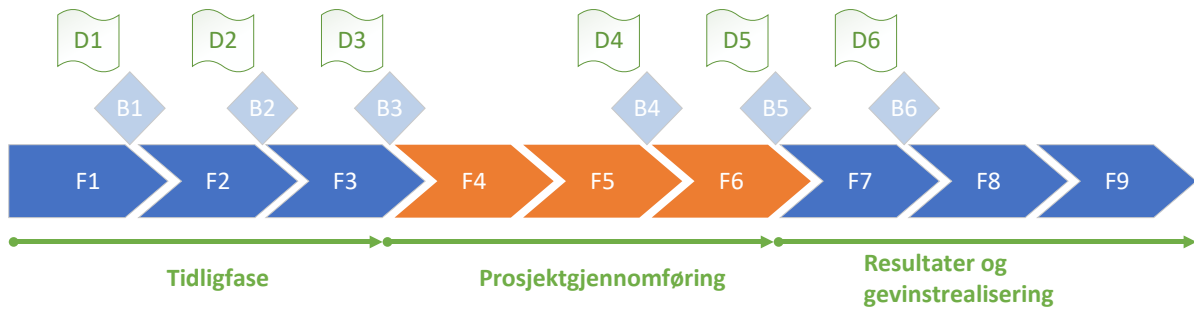 D1 D2 D3 D4 D5 D6
B1 B2 B3 B4 B5 B6
F1 F2 F3 F4 F5 F6 F7 F8 F9
Tidligfase
Prosjektgjennomføring
Resultater og
gevinstrealisering